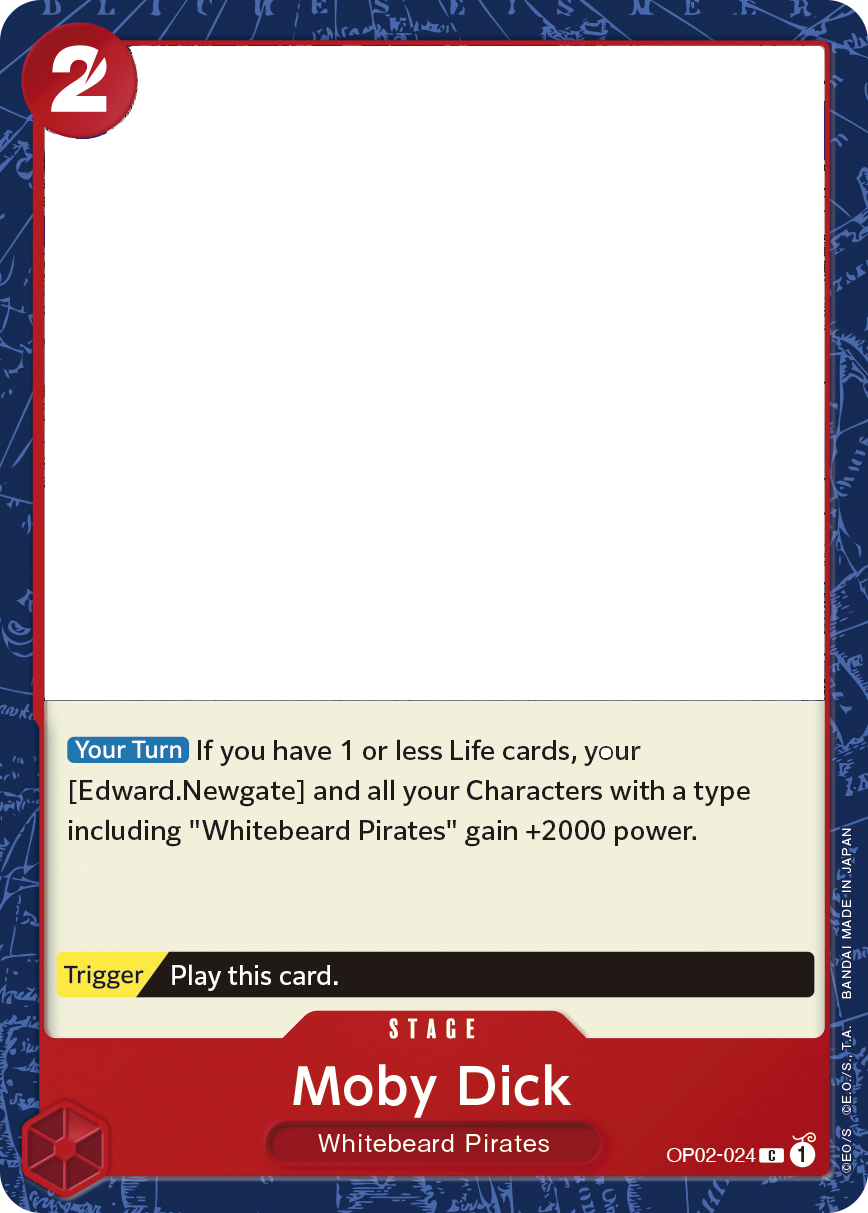 2
Your Turn If you have 1 or less Life cards, your
[Edward.Newgate] and all your Characters with a type
including "Whitebeard Pirates" gain +2000 power.
Trigger Play this card.
STAGE
Moby Dick
Whitebeard Pirates
OP02-024 C 1
©EO/S ©E.O./S., T.A. BANDAI MADE IN JAPAN